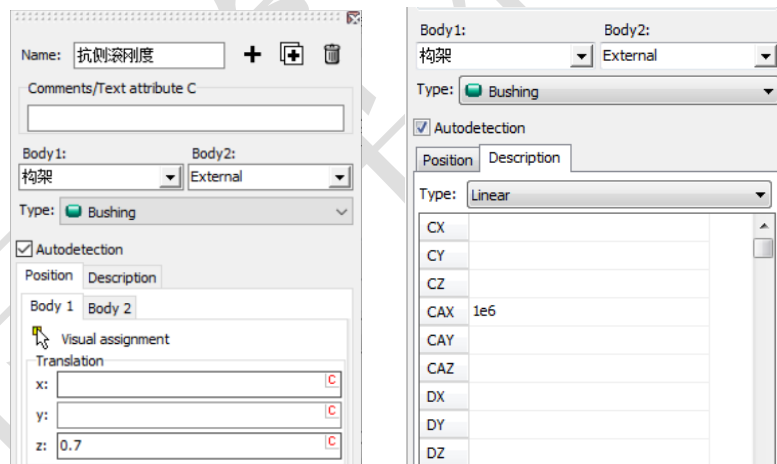 Name: 抗侧滚刚度
Comments/Text attribute C
Body1: Body2:
构架 External
Type: Bushing
Autodetection
Position Description
Body 1 Body 2
Visual assignment
Translation
x: C
y: C
z: 0.7 C
Body1: Body2:
构架 External
Type: Bushing
Autodetection
Position Description
Type: Linear
CX
CY
CZ
CAX 1e6
CAY
CAZ
DX
DY
DZ